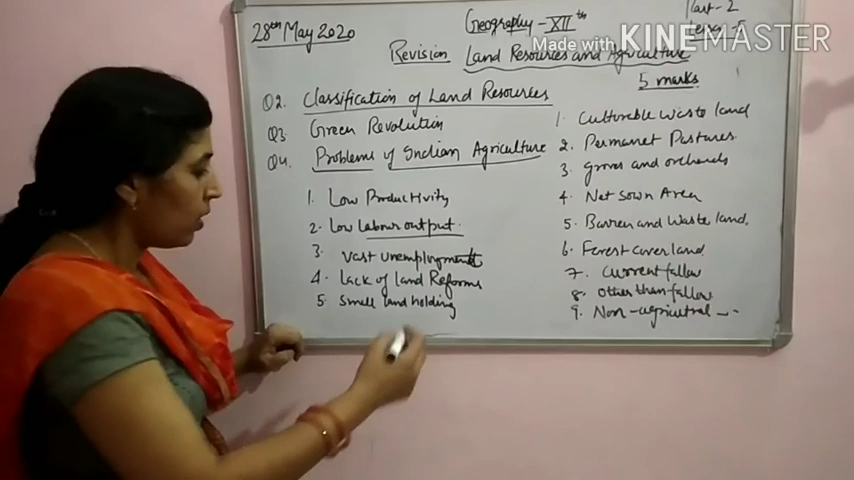 28th May 2020
Geography - XIIth
Part-2
Made with KINEMASTER
Revision Land Resources and Agriculture
5 marks
Q2. Classification of Land Resources
Q3. Green Revolution
Q4. Problems of Indian Agriculture
1. Low Productivity
2. Low labour output
3. Vast unemployment
4. Lack of land Reforms
5. Small land holding
1. Culturable waste land
2. Permanet Pastures
3. Groves and orchards
4. Net sown Area
5. Barren and waste land.
6. Forest cover land
7. Current fallow
8. Other than fallow
9. Non-agricultral